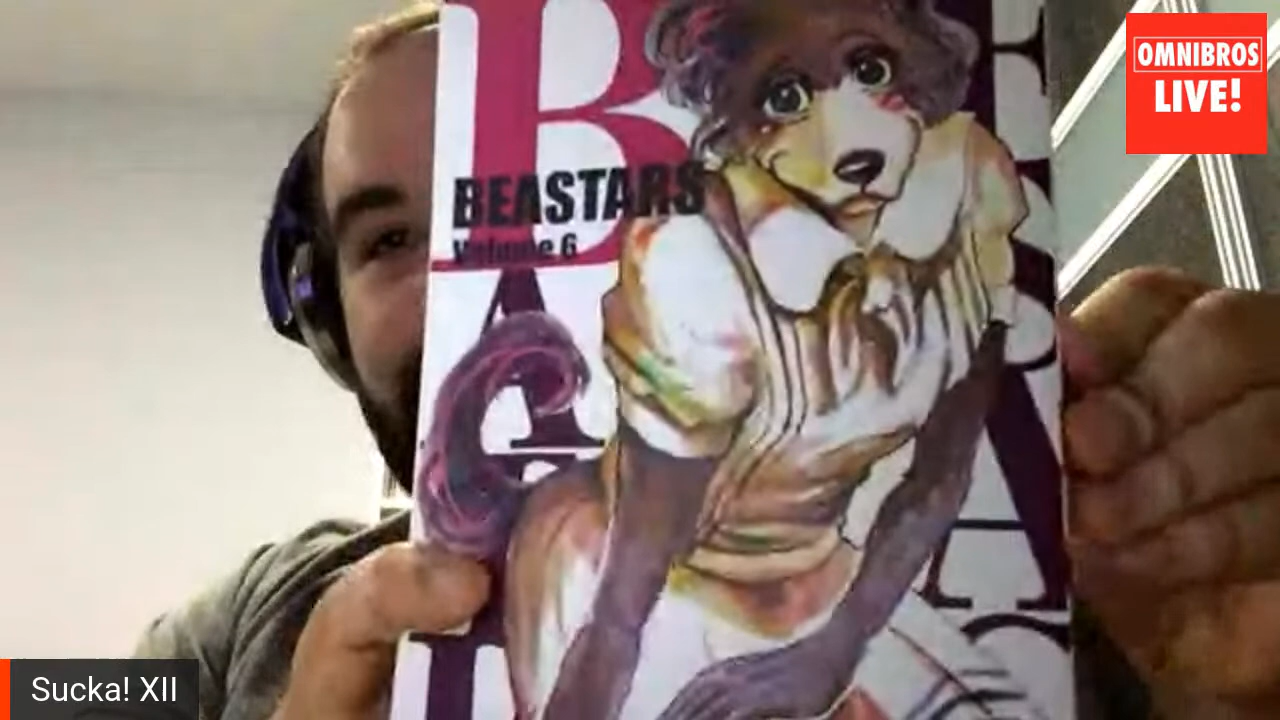 OMNIBROS
LIVE!
B
BEASTARS
Volume 6
A
Sucka! XII